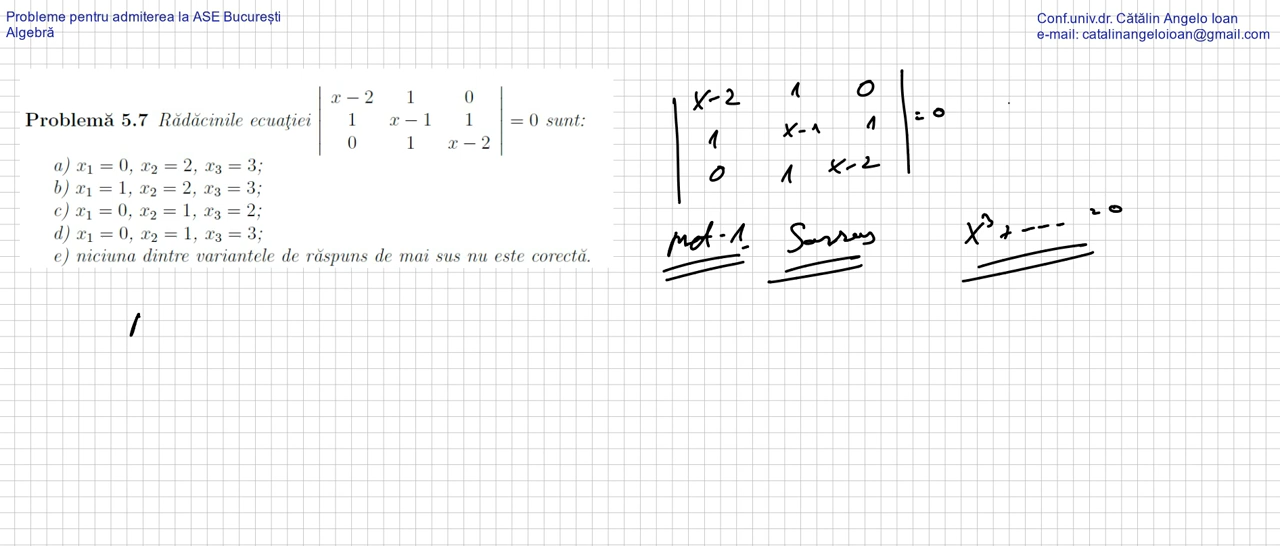 Probleme pentru admiterea la ASE București
Algebră
Conf.univ.dr. Cătălin Angelo Ioan
e-mail: catalinangeloioan@gmail.com
Problemă 5.7 Rădăcinile ecuaţiei | x − 2 1 0 |
| 1 x − 1 1 | = 0 sunt:
| 0 1 x − 2 |
a) x₁ = 0, x₂ = 2, x₃ = 3;
b) x₁ = 1, x₂ = 2, x₃ = 3;
c) x₁ = 0, x₂ = 1, x₃ = 2;
d) x₁ = 0, x₂ = 1, x₃ = 3;
e) niciuna dintre variantele de răspuns de mai sus nu este corectă.
| x-2 1 0 |
| 1 x-1 1 | = 0
| 0 1 x-2 |
Met. 1 Sarrus x³ + ---- = 0